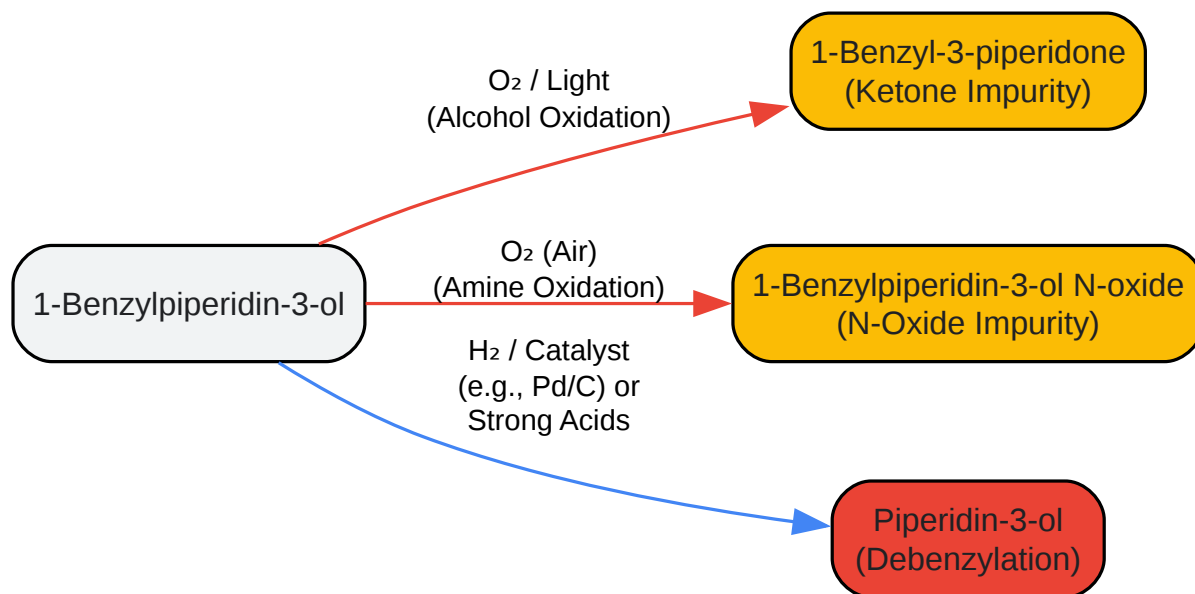 1-Benzyl-3-piperidone
(Ketone Impurity)
O₂ / Light
(Alcohol Oxidation)
1-Benzylpiperidin-3-ol
O₂ (Air)
(Amine Oxidation)
1-Benzylpiperidin-3-ol N-oxide
(N-Oxide Impurity)
H₂ / Catalyst
(e.g., Pd/C) or
Strong Acids
Piperidin-3-ol
(Debenzylation)